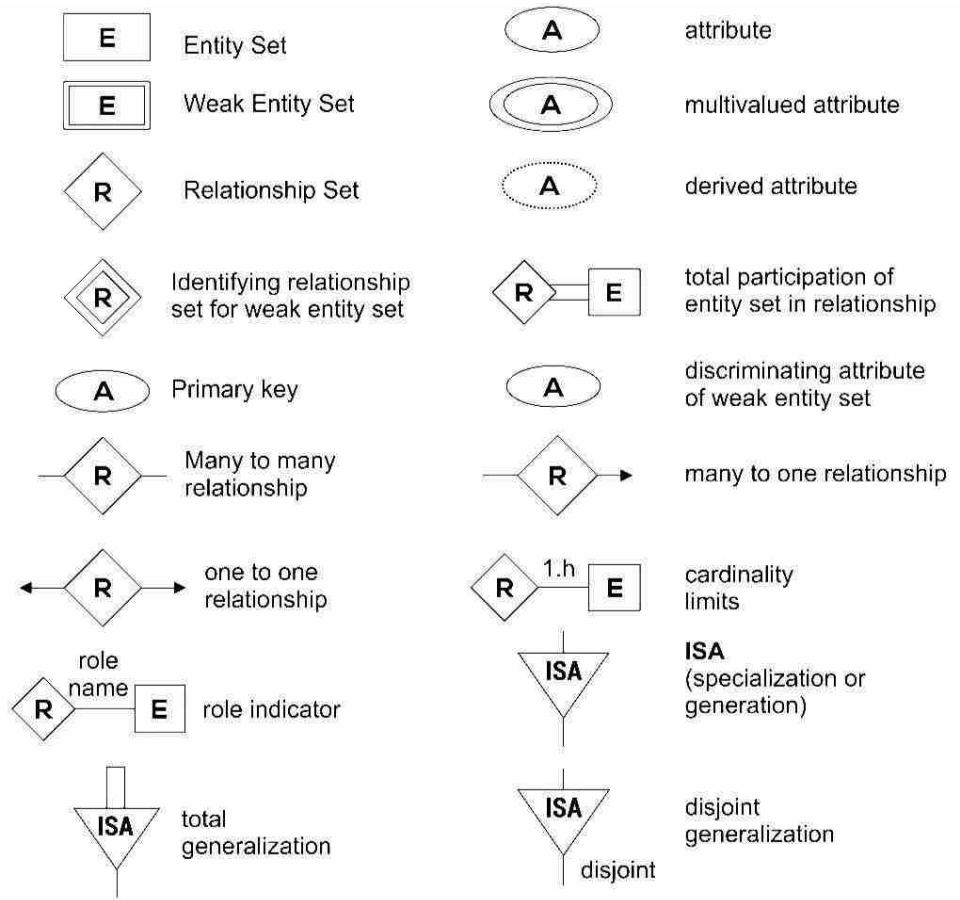 E
Entity Set
A
attribute
E
Weak Entity Set
A
multivalued attribute
R
Relationship Set
A
derived attribute
R
Identifying relationship
set for weak entity set
R
E
total participation of
entity set in relationship
A
Primary key
A
discriminating attribute
of weak entity set
R
Many to many
relationship
R
many to one relationship
R
one to one
relationship
R
1.h
E
cardinality
limits
role
name
R
E
role indicator
ISA
ISA
(specialization or
generation)
ISA
total
generalization
ISA
disjoint
disjoint
generalization